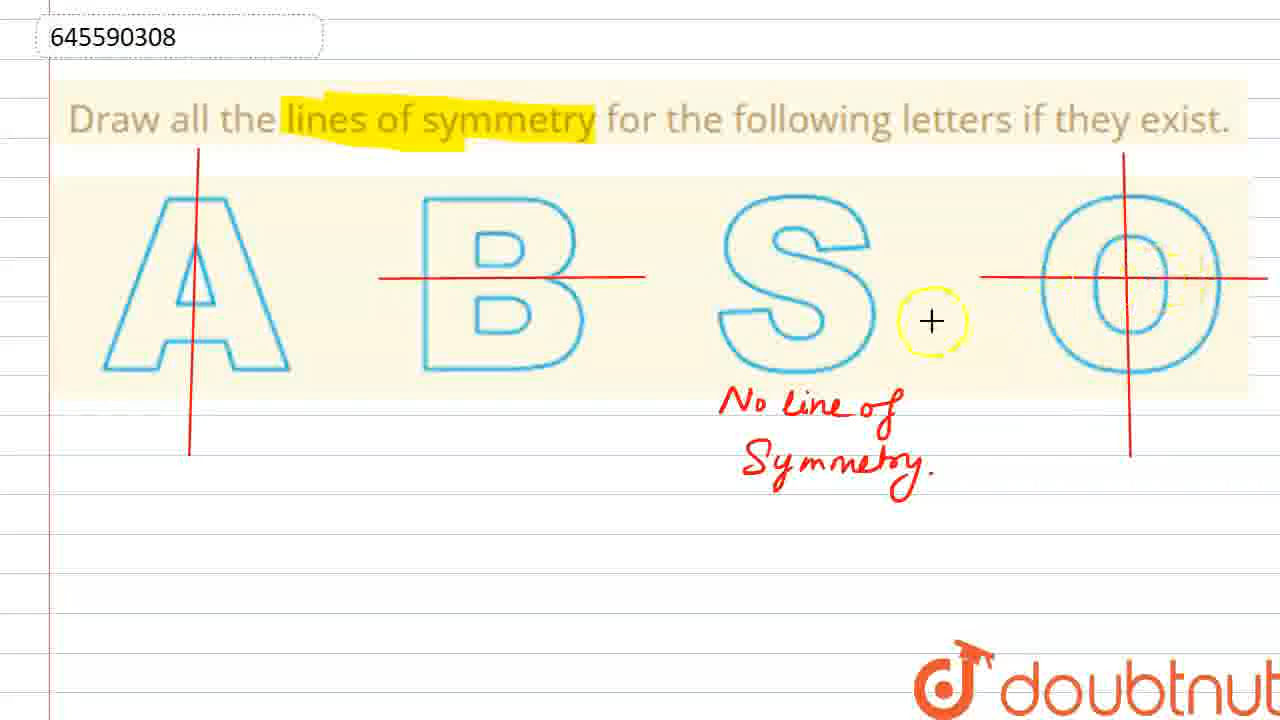 645590308
Draw all the lines of symmetry for the following letters if they exist.
A B S O
No line of
Symmetry.
doubtnut